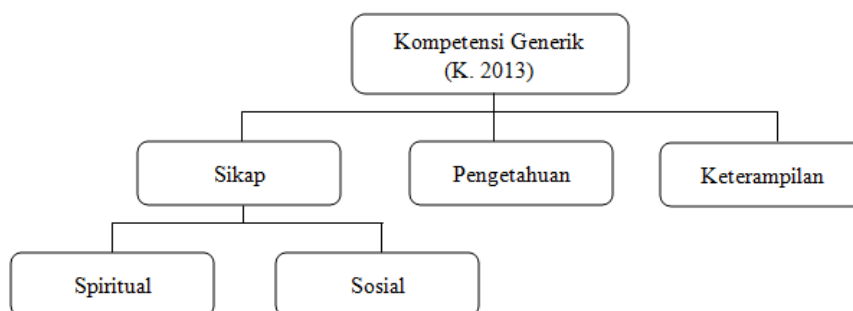 Kompetensi Generik
(K. 2013)
Sikap
Pengetahuan
Keterampilan
Spiritual
Sosial